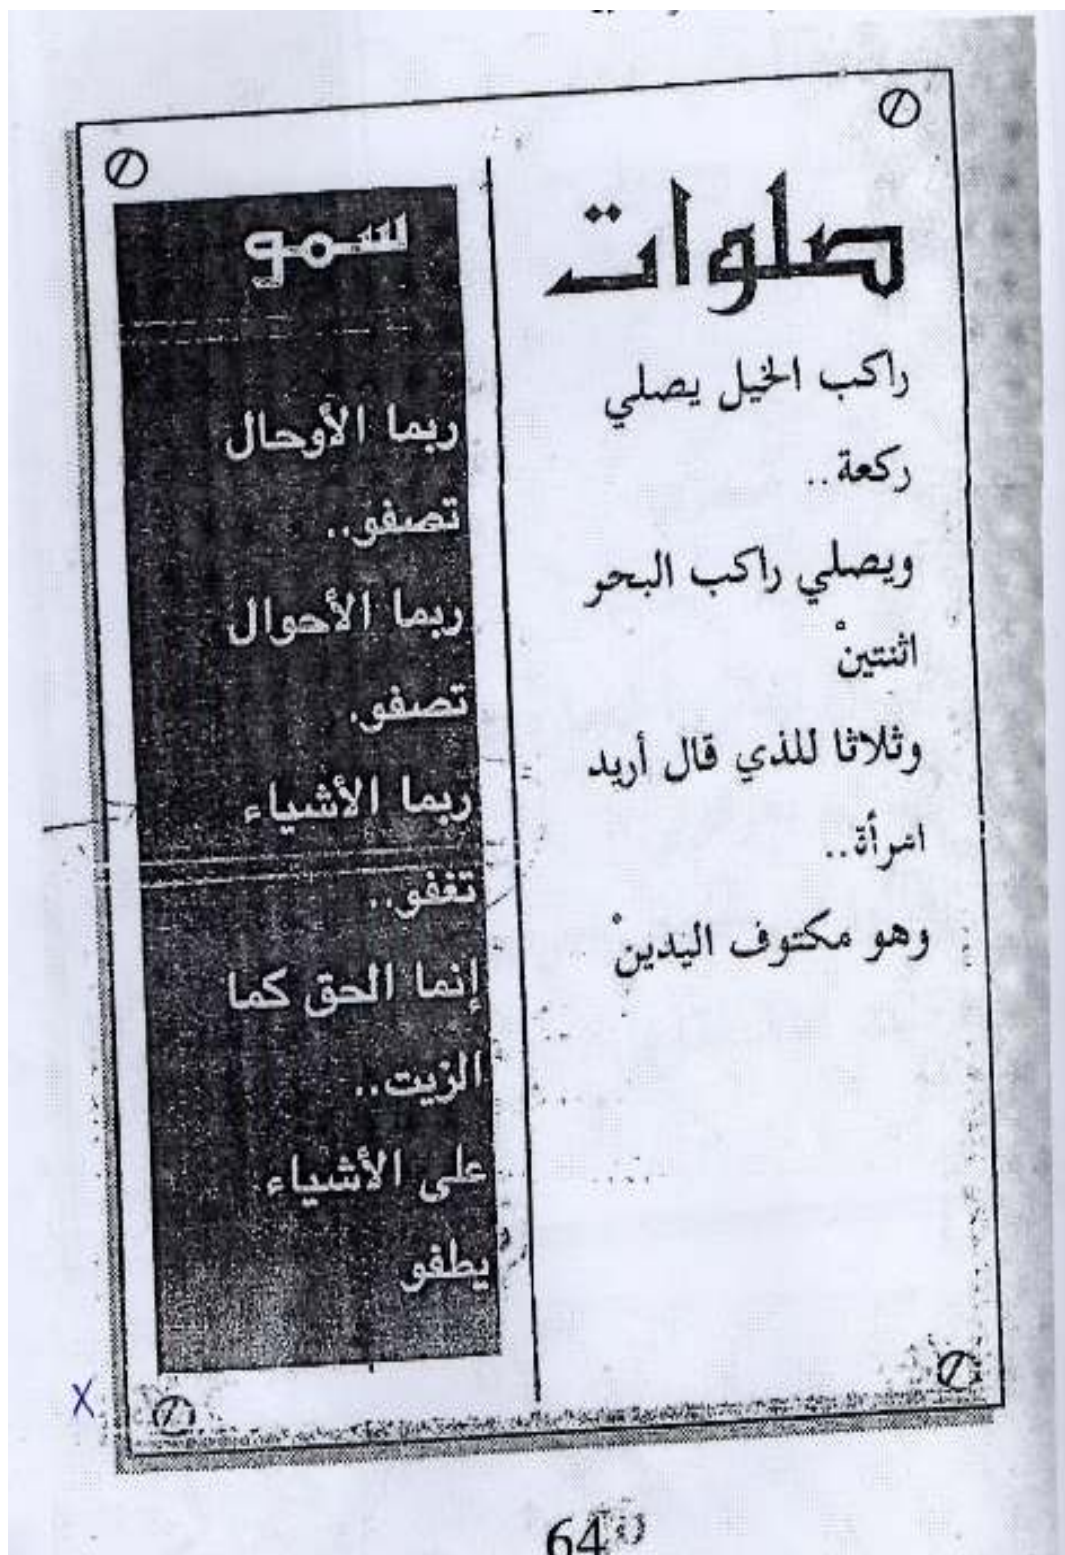 صلوات
راكب الخيل يصلي
ركعة..
ويصلي راكب البحر
اثنتينْ
وثلاثا للذي قال أريد
امرأة..
وهو مكتوف اليدينْ
سمو
ربما الأوحال
تصفو..
ربما الأحوال
تصفو.
ربما الأشياء
تغفو..
إنما الحق كما
الزيت..
على الأشياء
يطفو
X
64